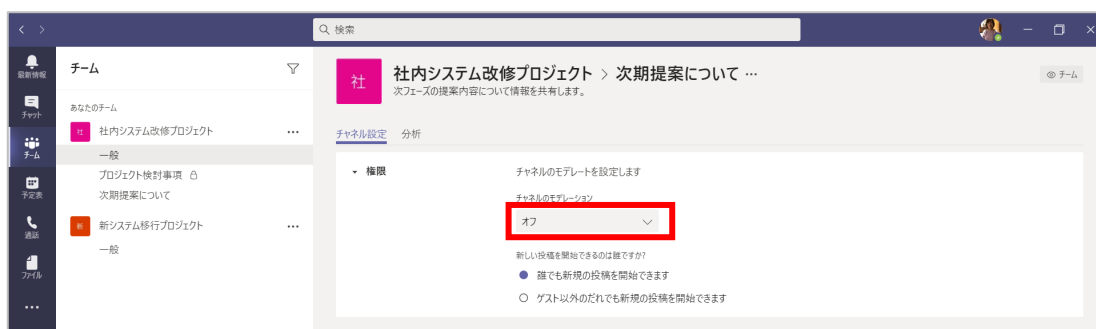 検索
最新情報
チャット
チーム
予定表
通話
ファイル
チーム
あなたのチーム
社 社内システム改修プロジェクト
一般
プロジェクト検討事項
次期提案について
新 新システム移行プロジェクト
一般
社 社内システム改修プロジェクト > 次期提案について …
次フェーズの提案内容について情報を共有します。
チーム
チャネル設定 分析
権限 チャネルのモデレートを設定します
チャネルのモデレーション
オフ
新しい投稿を開始できるのは誰ですか?
誰でも新規の投稿を開始できます
ゲスト以外のだれでも新規の投稿を開始できます